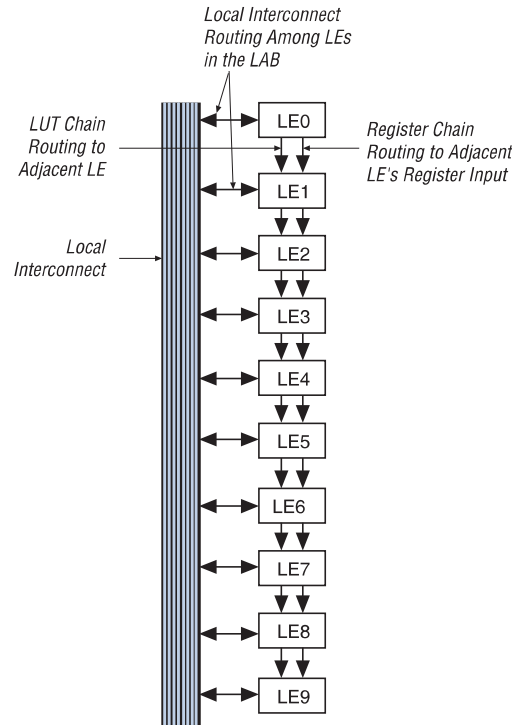 Local Interconnect
Routing Among LEs
in the LAB
LUT Chain
Routing to
Adjacent LE
Register Chain
Routing to Adjacent
LE's Register Input
Local
Interconnect
LE0
LE1
LE2
LE3
LE4
LE5
LE6
LE7
LE8
LE9